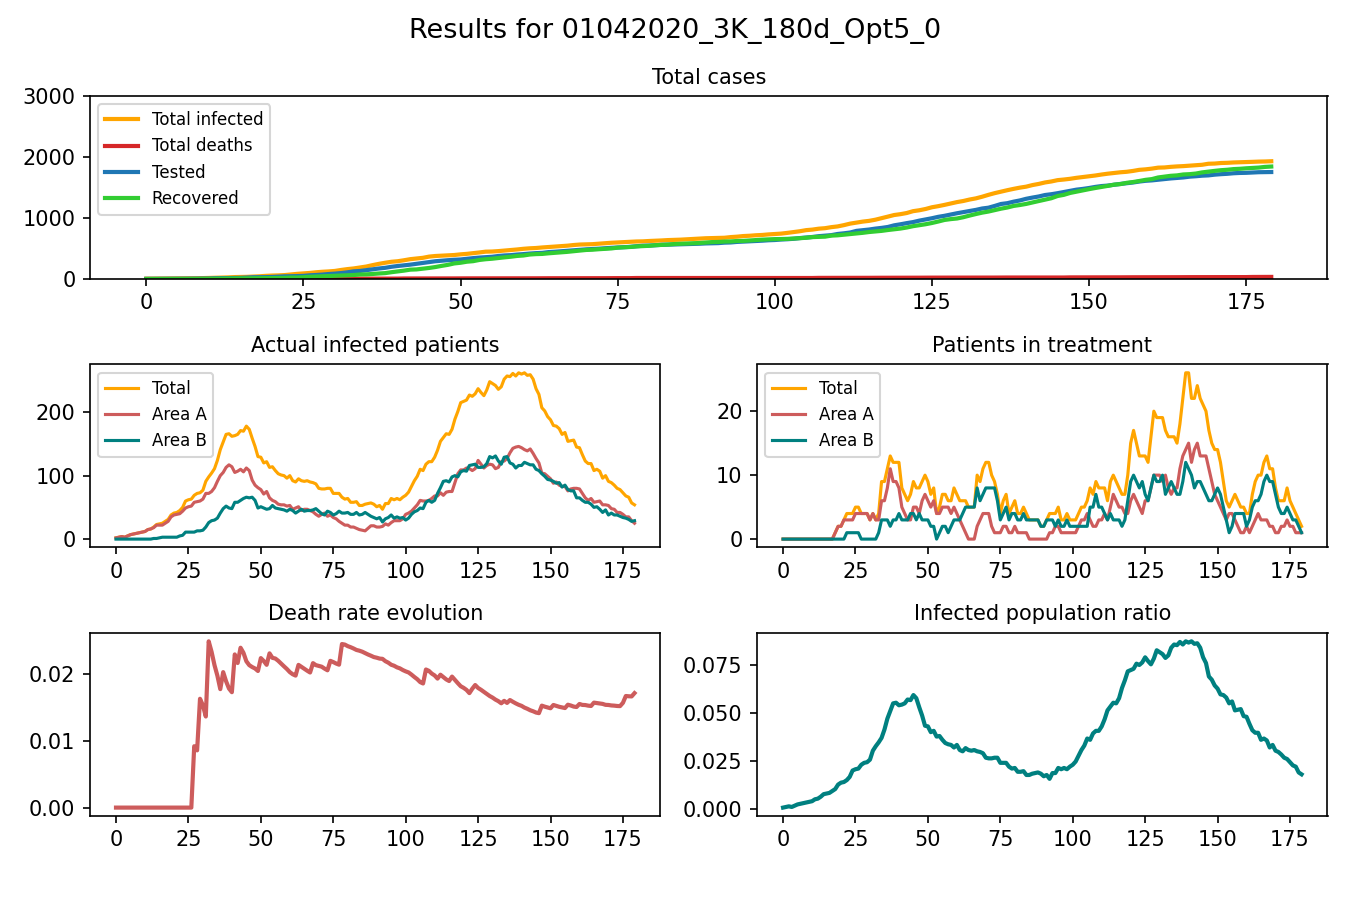 Results for 01042020_3K_180d_Opt5_0
Total cases
3000
2000
1000
0
Total infected
Total deaths
Tested
Recovered
0 25 50 75 100 125 150 175
Actual infected patients
200
100
0
Total
Area A
Area B
0 25 50 75 100 125 150 175
Patients in treatment
20
10
0
Total
Area A
Area B
0 25 50 75 100 125 150 175
Death rate evolution
0.02
0.01
0.00
0 25 50 75 100 125 150 175
Infected population ratio
0.075
0.050
0.025
0.000
0 25 50 75 100 125 150 175